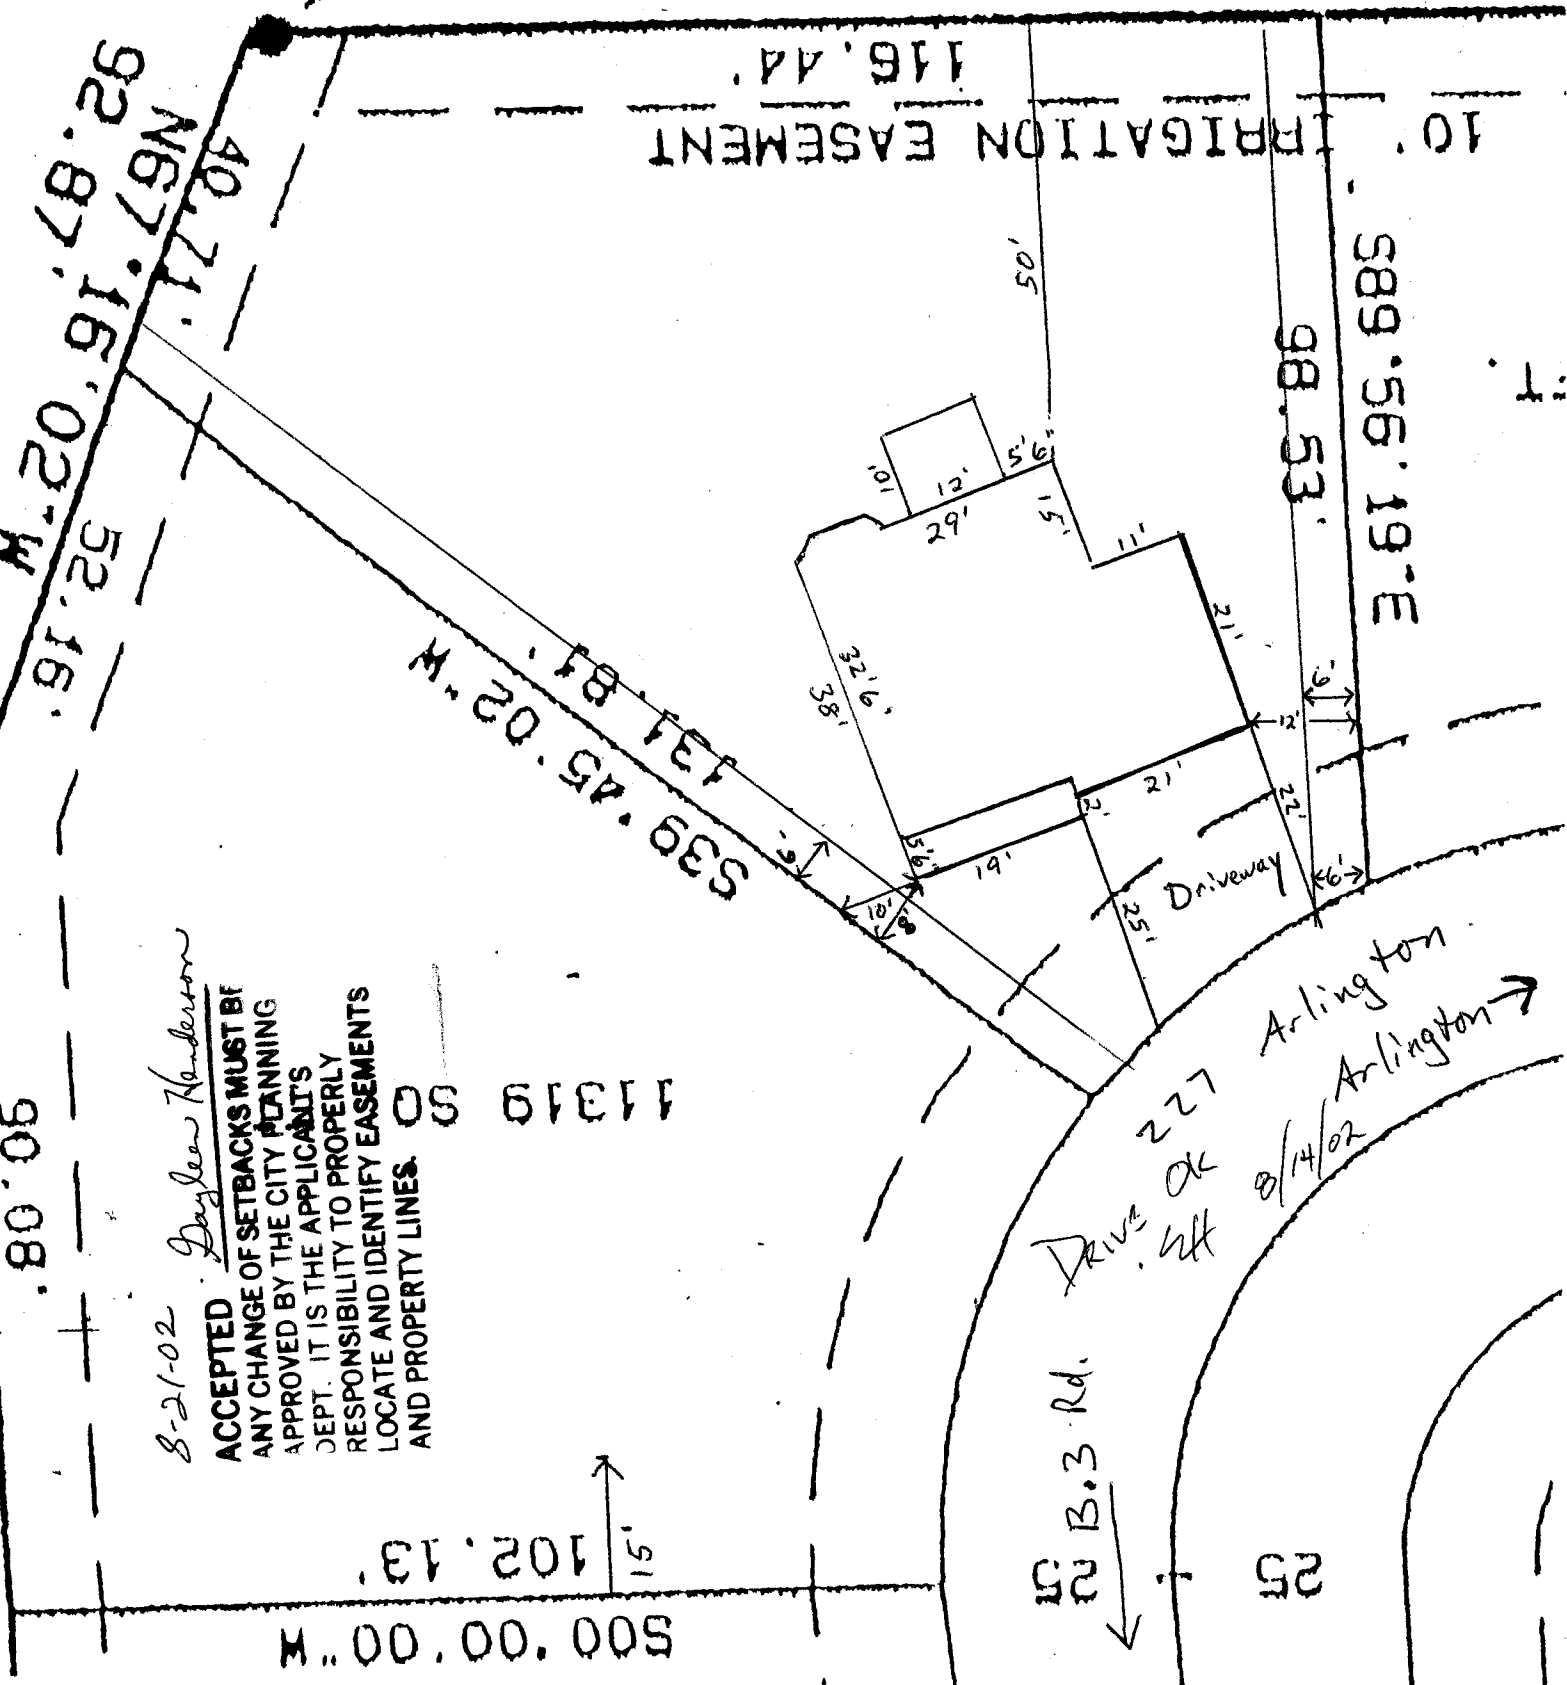 116.44'
10' IRRIGATION EASEMENT
40.71'
N67°16'02"W
92.87'
52.16'
S89°56'19"E
98.53'
50'
10'
12'
5'6"
29'
15'
11'
21'
32'6"
38'
6'
12'
21'
2'
22'
5'6"
19'
6'
10'
8'
25'
6'
Driveway
131.81'
S39°45'02"W
Arlington
Arlington
227
OK
8/14/02
Drive
8-21-02 Gayleen Henderson
ACCEPTED
ANY CHANGE OF SETBACKS MUST BE
APPROVED BY THE CITY PLANNING
DEPT. IT IS THE APPLICANT'S
RESPONSIBILITY TO PROPERLY
LOCATE AND IDENTIFY EASEMENTS
AND PROPERTY LINES.
11319 SQ
90.08'
102.13'
15'
S00°00'00"W
B.3 Rd.
25
25